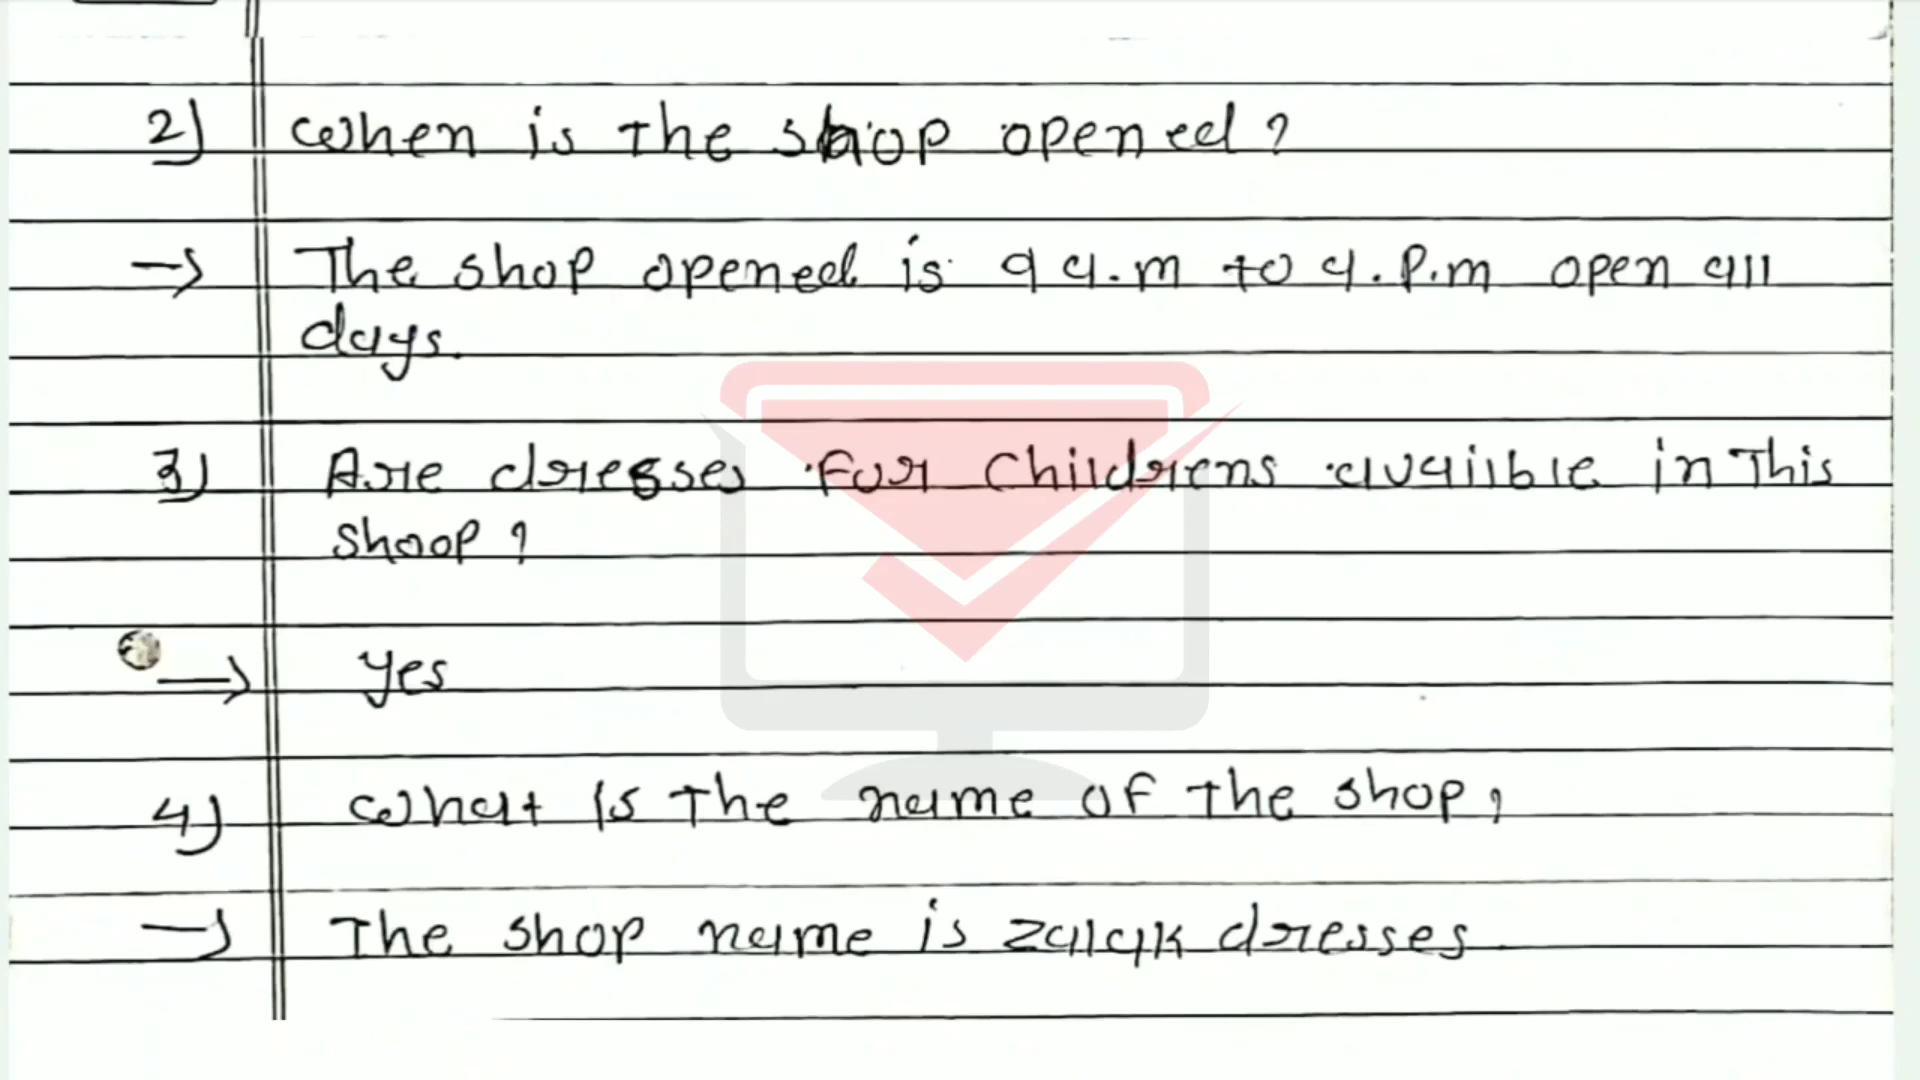 2) When is the shop opened?
→ The shop opened is 9 a.m to 9.p.m open all
days.
3) Are dresses for Childrens availble in This
shoop?
→ yes
4) What is the name of the shop?
→ The shop name is zalak dresses